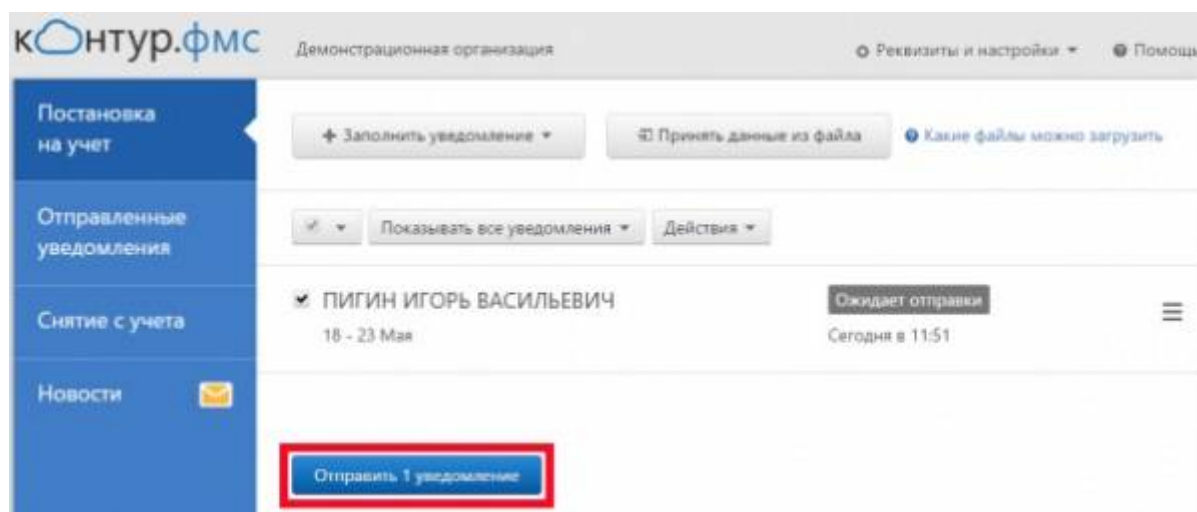 контур.фмс
Демонстрационная организация
Реквизиты и настройки
Помощь
Постановка
на учет
Заполнить уведомление
Принять данные из файла
Какие файлы можно загрузить
Отправленные
уведомления
Показывать все уведомления
Действия
Снятие с учета
ПИГИН ИГОРЬ ВАСИЛЬЕВИЧ
Ожидает отправки
18 - 23 Мая
Сегодня в 11:51
Новости
Отправить 1 уведомление